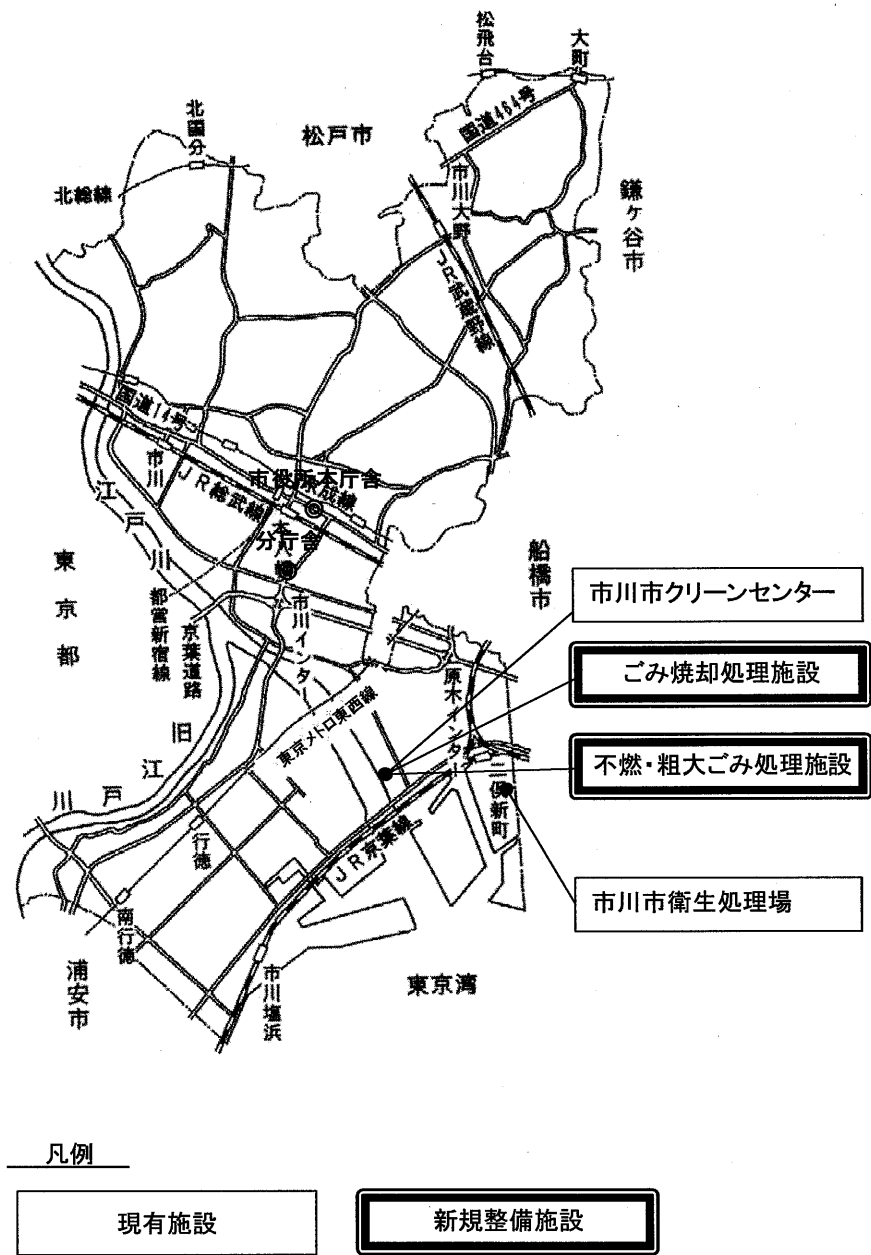 松飛台
大町
国道464号
北国分
松戸市
北総線
市川大野
鎌ヶ谷市
JR武蔵野線
国道14号
市川
JR総武線
市役所本庁舎
京成線
本八幡
分庁舎
江戸川
東京都
船橋市
都営新宿線
京葉道路
市川インター
市川市クリーンセンター
ごみ焼却処理施設
原木インター
東京メトロ東西線
旧江戸川
不燃・粗大ごみ処理施設
二俣新町
行徳
JR京葉線
市川市衛生処理場
南行徳
浦安市
市川塩浜
東京湾
凡例
現有施設
新規整備施設